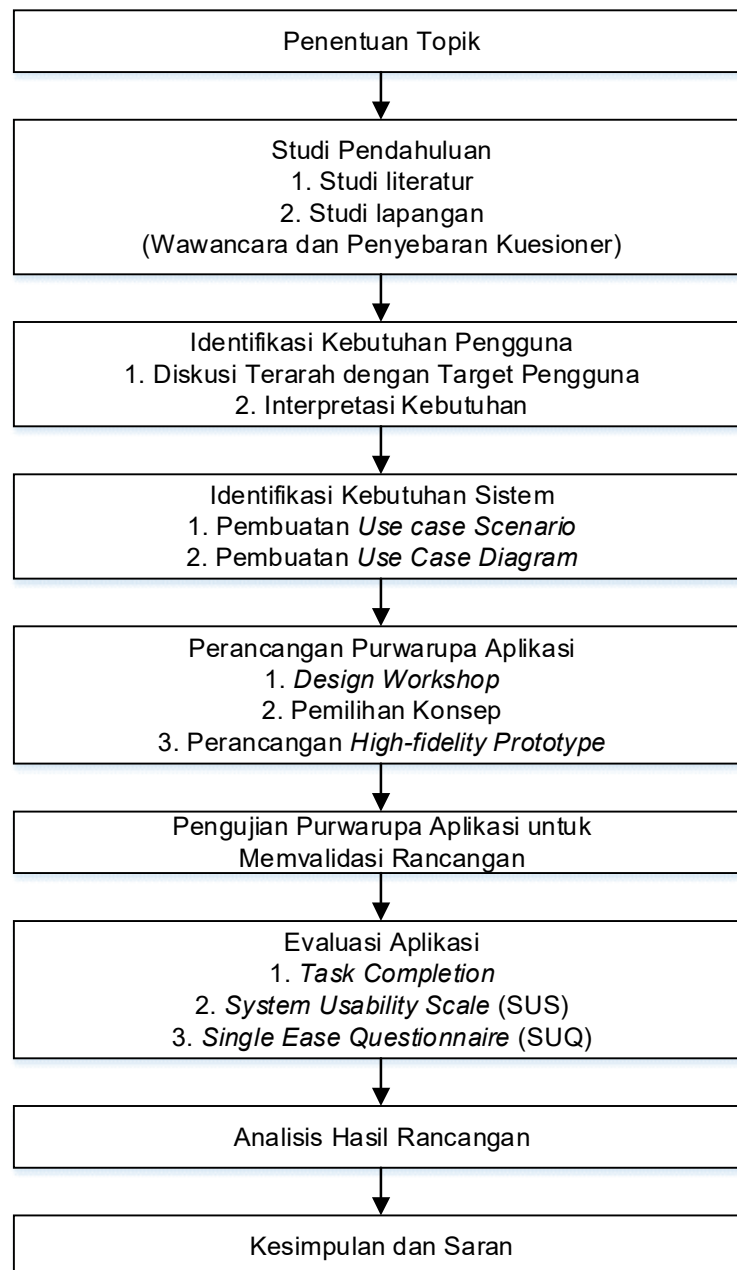 Penentuan Topik
Studi Pendahuluan
1. Studi literatur
2. Studi lapangan
(Wawancara dan Penyebaran Kuesioner)
Identifikasi Kebutuhan Pengguna
1. Diskusi Terarah dengan Target Pengguna
2. Interpretasi Kebutuhan
Identifikasi Kebutuhan Sistem
1. Pembuatan Use case Scenario
2. Pembuatan Use Case Diagram
Perancangan Purwarupa Aplikasi
1. Design Workshop
2. Pemilihan Konsep
3. Perancangan High-fidelity Prototype
Pengujian Purwarupa Aplikasi untuk
Memvalidasi Rancangan
Evaluasi Aplikasi
1. Task Completion
2. System Usability Scale (SUS)
3. Single Ease Questionnaire (SUQ)
Analisis Hasil Rancangan
Kesimpulan dan Saran